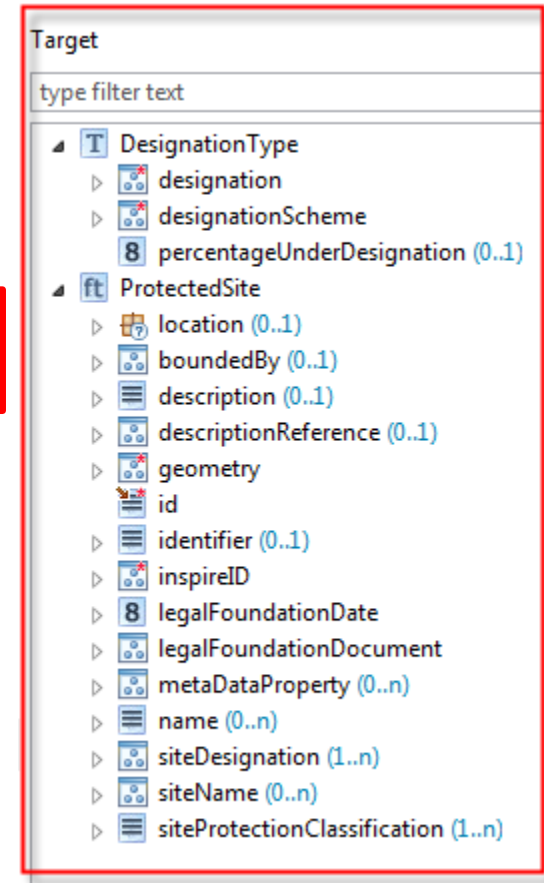 Target
type filter text
T DesignationType
designation
designationScheme
8 percentageUnderDesignation (0..1)
ft ProtectedSite
? location (0..1)
boundedBy (0..1)
description (0..1)
descriptionReference (0..1)
geometry
id
identifier (0..1)
inspireID
8 legalFoundationDate
legalFoundationDocument
metaDataProperty (0..n)
name (0..n)
siteDesignation (1..n)
siteName (0..n)
siteProtectionClassification (1..n)